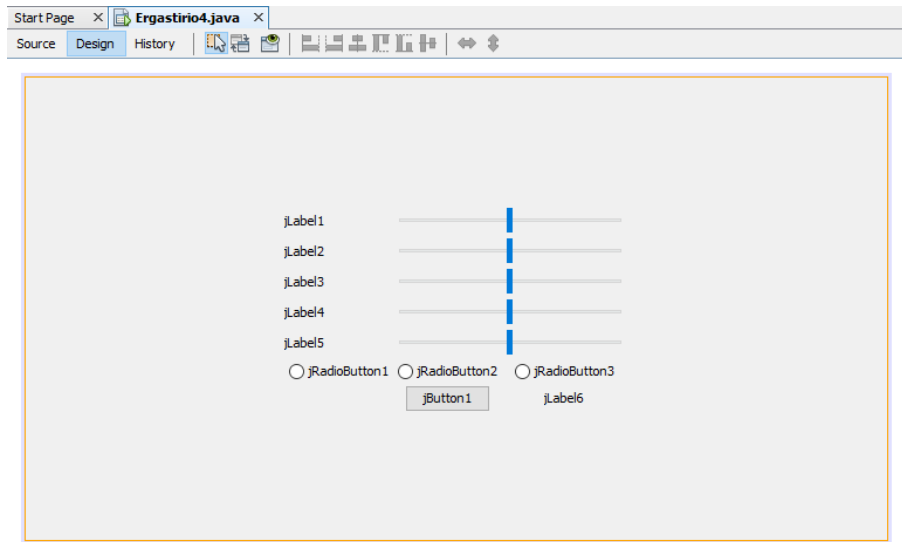 Start Page Ergastirio4.java
Source Design History
jLabel1
jLabel2
jLabel3
jLabel4
jLabel5
jRadioButton1 jRadioButton2 jRadioButton3
jButton1 jLabel6